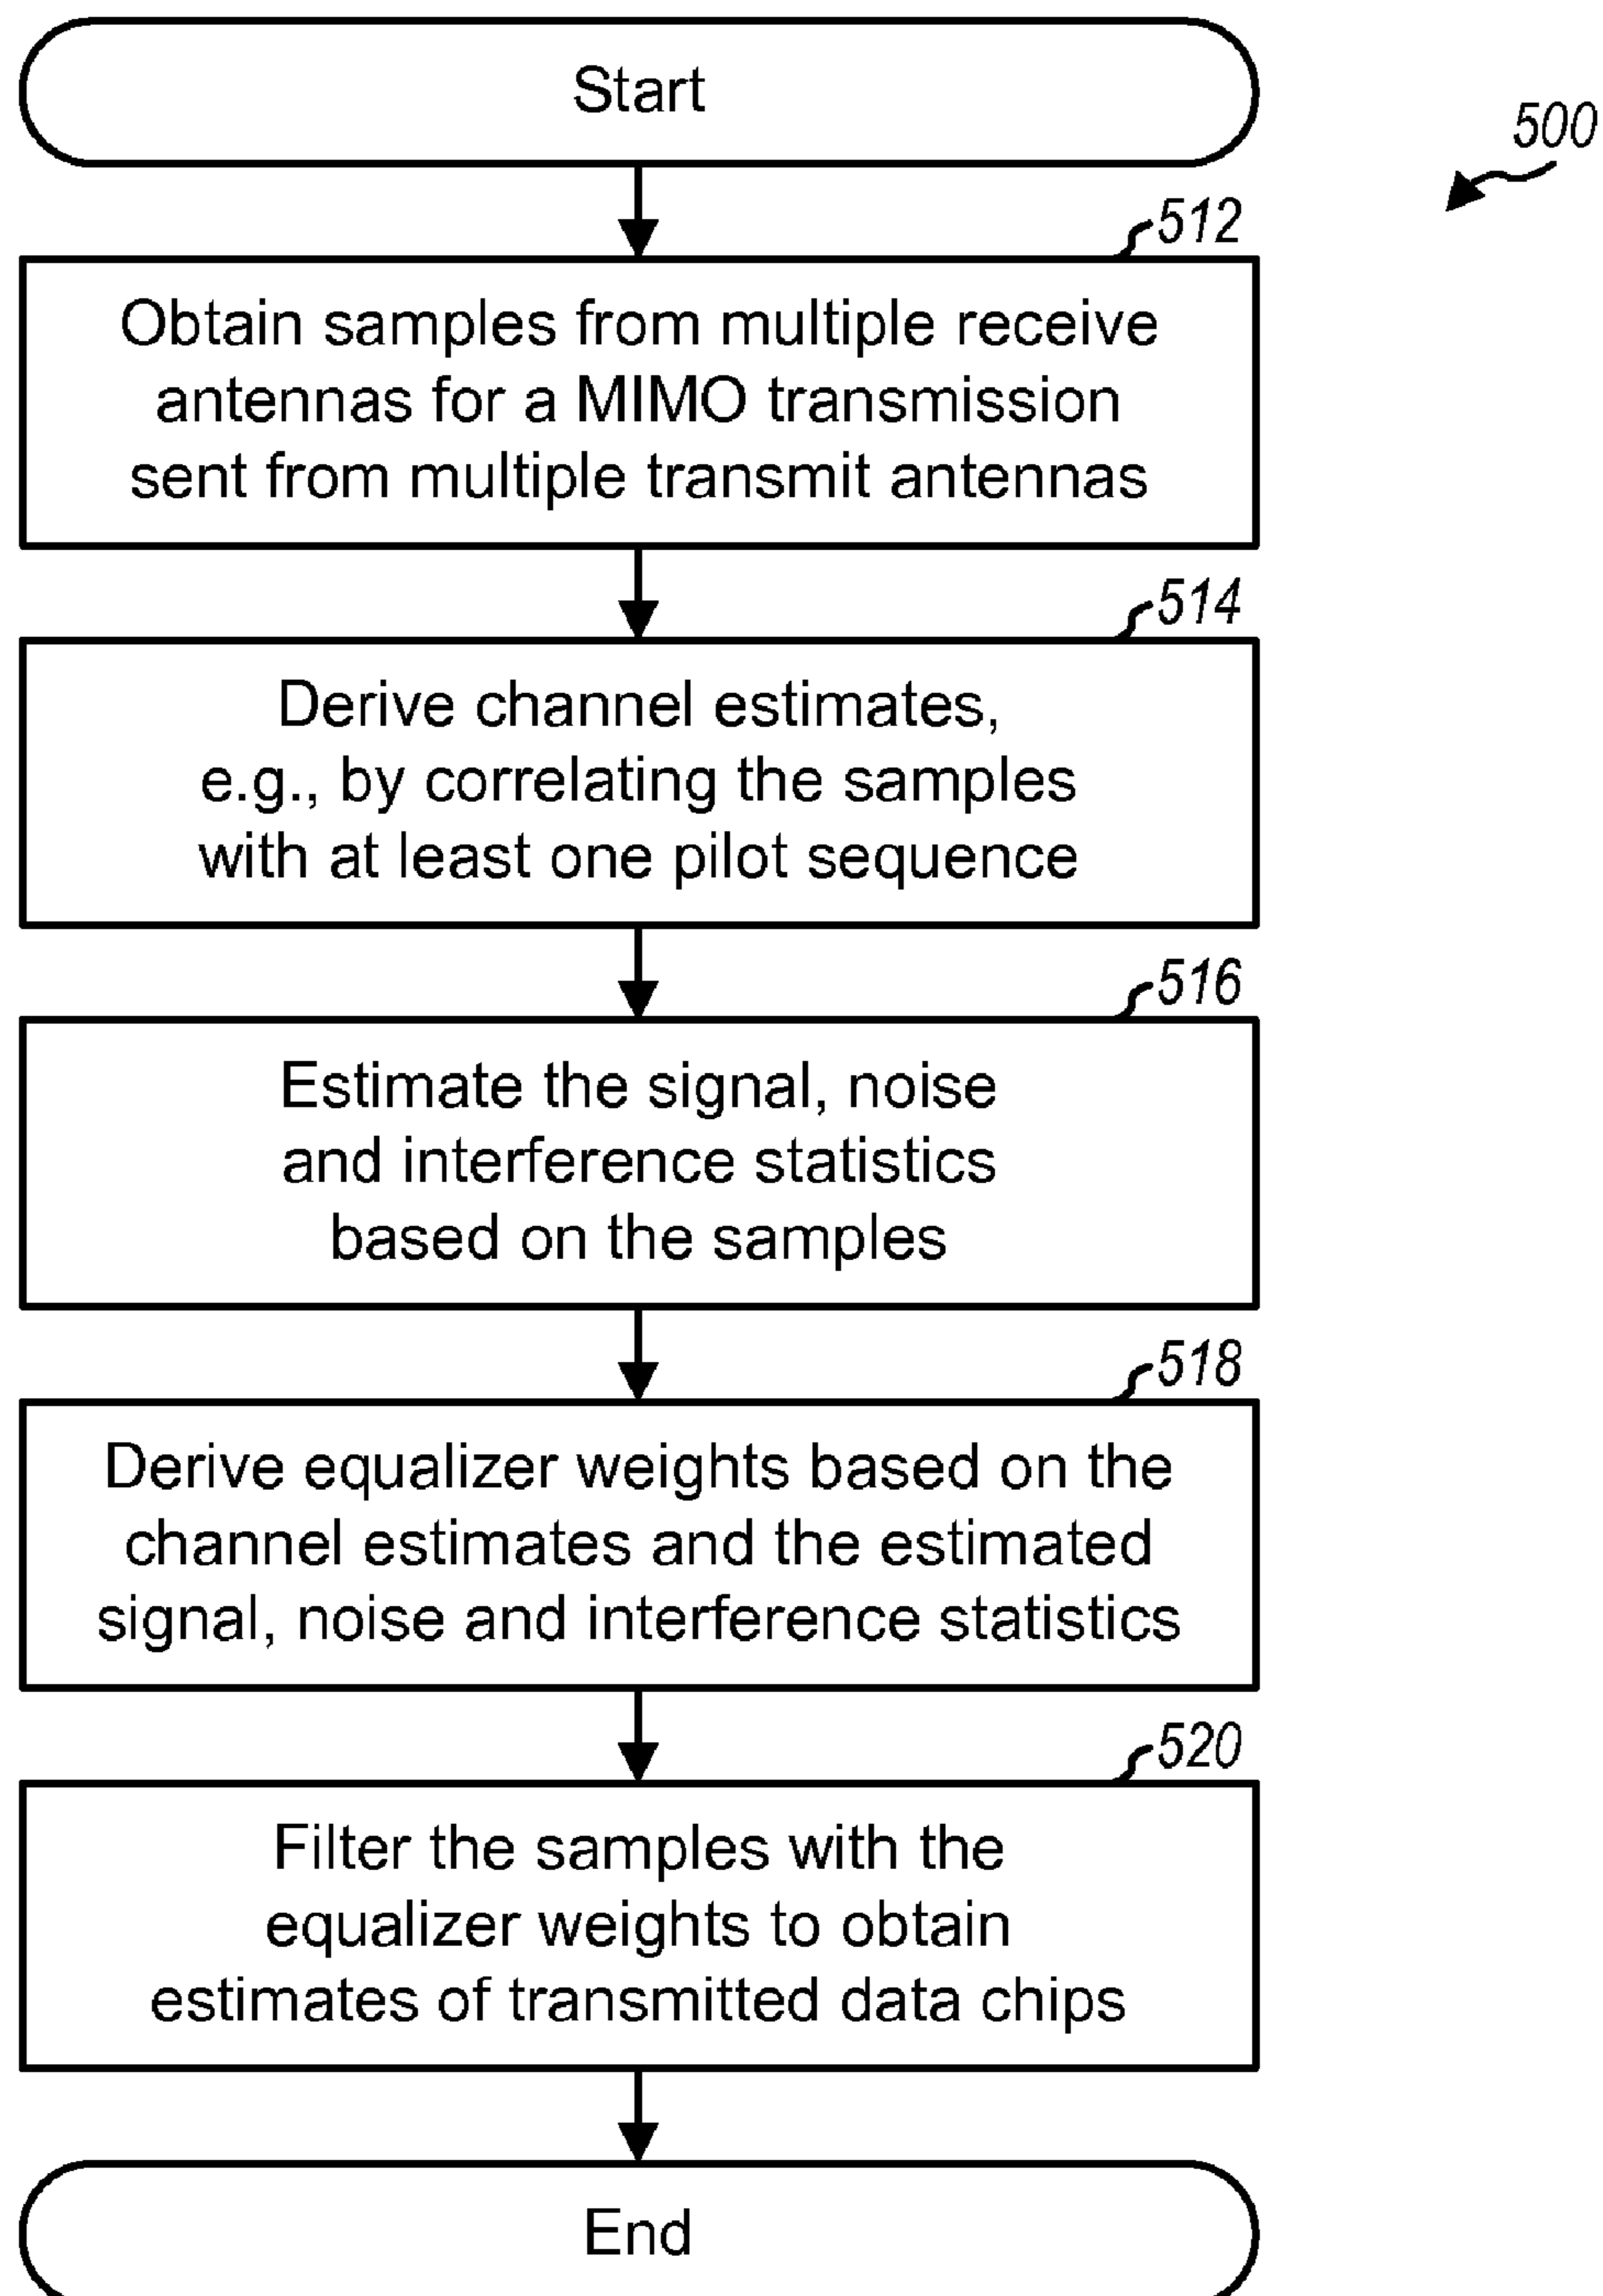 Start
500
512
Obtain samples from multiple receive
antennas for a MIMO transmission
sent from multiple transmit antennas
514
Derive channel estimates,
e.g., by correlating the samples
with at least one pilot sequence
516
Estimate the signal, noise
and interference statistics
based on the samples
518
Derive equalizer weights based on the
channel estimates and the estimated
signal, noise and interference statistics
520
Filter the samples with the
equalizer weights to obtain
estimates of transmitted data chips
End